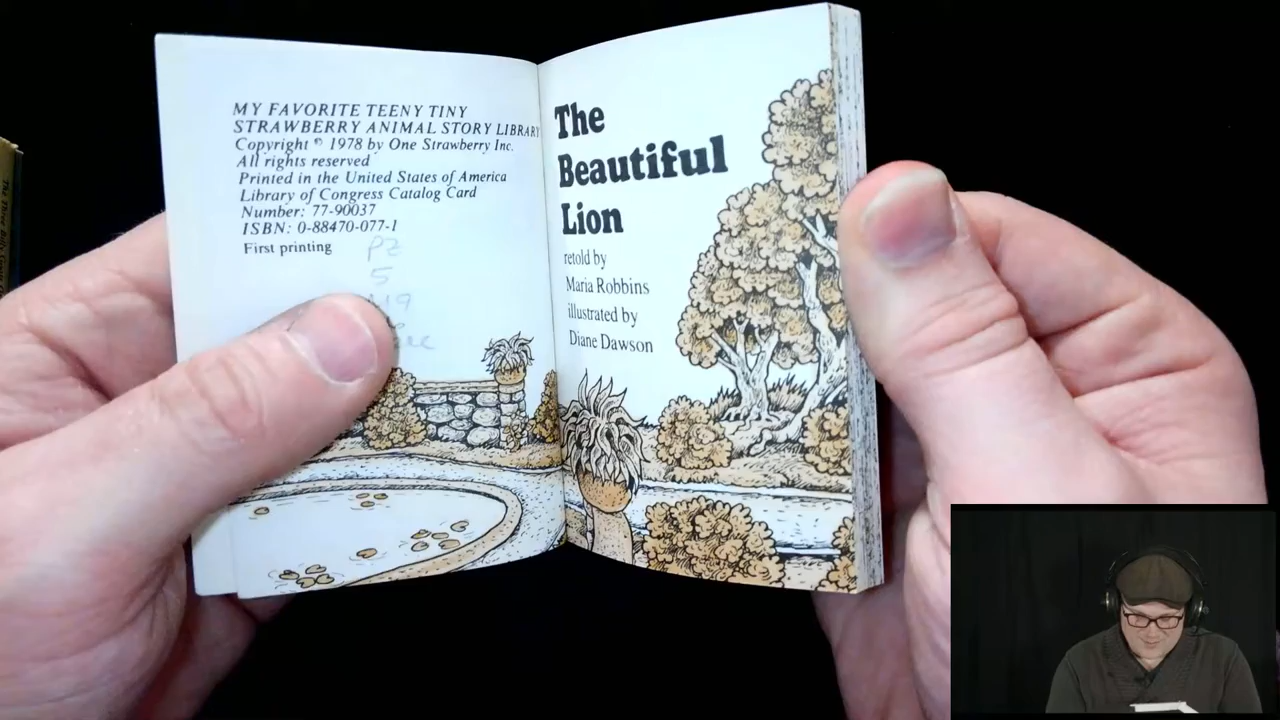 MY FAVORITE TEENY TINY
STRAWBERRY ANIMAL STORY LIBRARY
Copyright © 1978 by One Strawberry Inc.
All rights reserved
Printed in the United States of America
Library of Congress Catalog Card
Number: 77-90037
ISBN: 0-88470-077-1
First printing
PZ
5
The
Beautiful
Lion
retold by
Maria Robbins
illustrated by
Diane Dawson